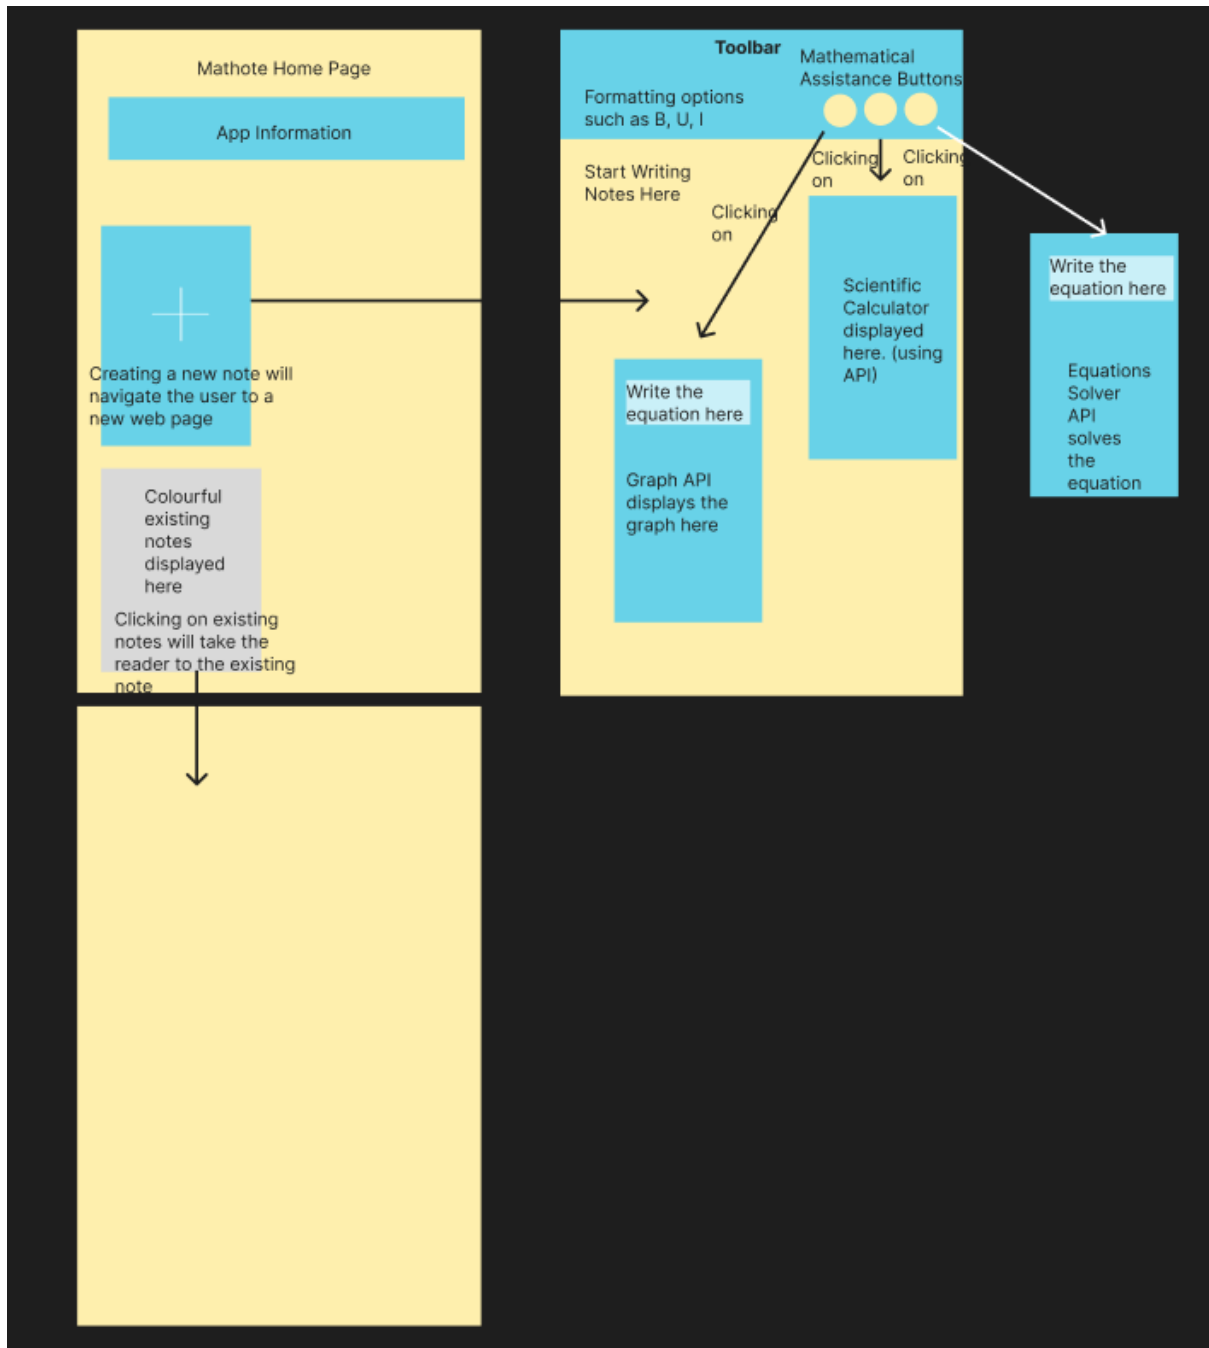 Mathote Home Page
App Information
Creating a new note will
navigate the user to a
new web page
Colourful
existing
notes
displayed
here
Clicking on existing
notes will take the
reader to the existing
note
Toolbar
Mathematical
Assistance Buttons
Formatting options
such as B, U, I
Start Writing
Notes Here
Clicking
on
Clicking
on
Clicking
on
Write the
equation here
Graph API
displays the
graph here
Scientific
Calculator
displayed
here. (using
API)
Write the
equation here
Equations
Solver
API
solves
the
equation